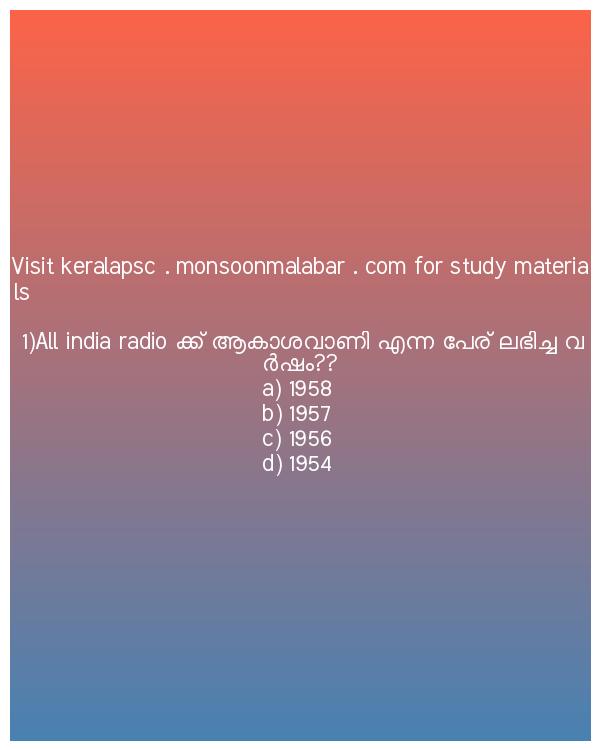 Visit keralapsc . monsoonmalabar . com for study materia
ls
1)All india radio ക്ക് ആകാശവാണി എന്ന പേര് ലഭിച്ച വ
ർഷം??
a) 1958
b) 1957
c) 1956
d) 1954